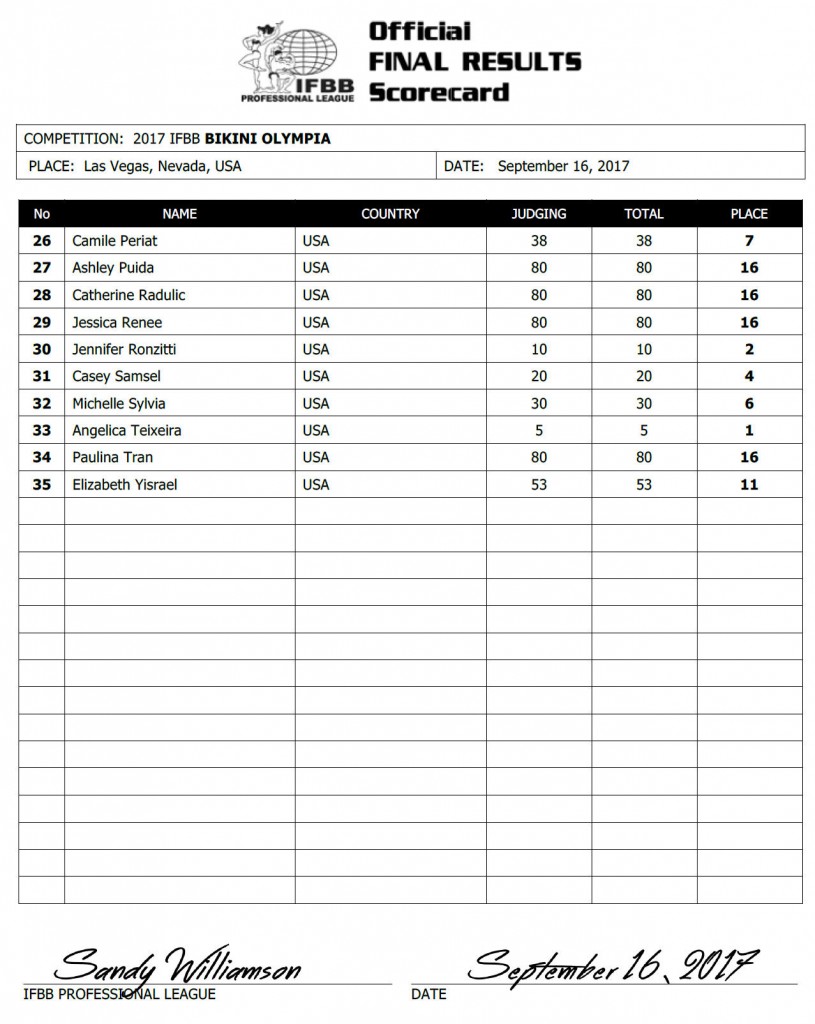 Official
FINAL RESULTS
Scorecard
IFBB
PROFESSIONAL LEAGUE
COMPETITION: 2017 IFBB BIKINI OLYMPIA
PLACE: Las Vegas, Nevada, USA DATE: September 16, 2017
No NAME COUNTRY JUDGING TOTAL PLACE
26 Camile Periat USA 38 38 7
27 Ashley Puida USA 80 80 16
28 Catherine Radulic USA 80 80 16
29 Jessica Renee USA 80 80 16
30 Jennifer Ronzitti USA 10 10 2
31 Casey Samsel USA 20 20 4
32 Michelle Sylvia USA 30 30 6
33 Angelica Teixeira USA 5 5 1
34 Paulina Tran USA 80 80 16
35 Elizabeth Yisrael USA 53 53 11
Sandy Williamson September 16, 2017
IFBB PROFESSIONAL LEAGUE DATE